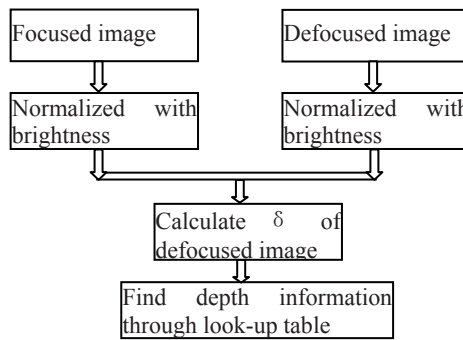 Focused image
Defocused image
Normalized with
brightness
Normalized with
brightness
Calculate δ of
defocused image
Find depth information
through look-up table